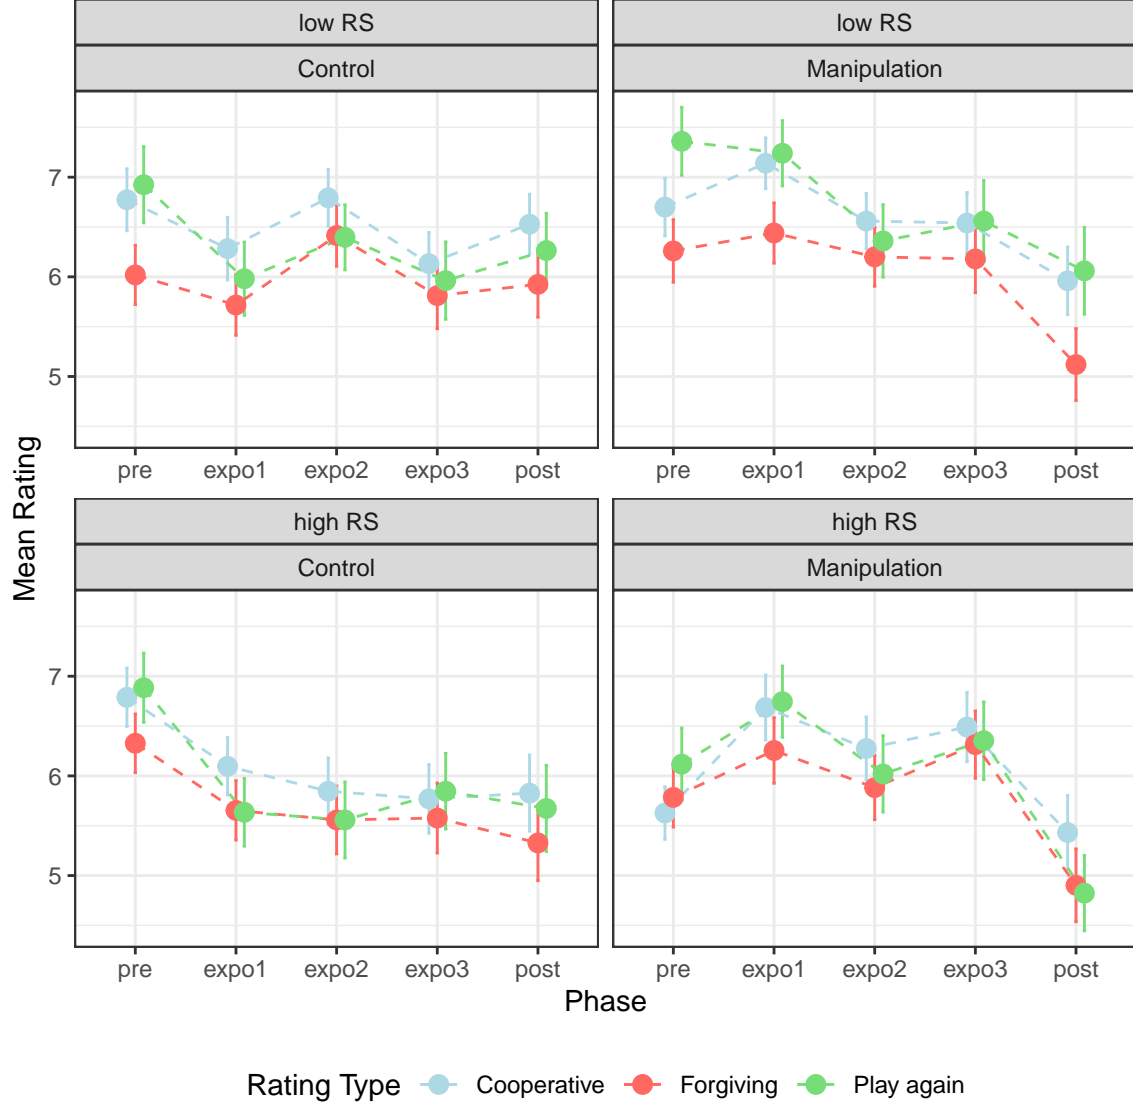 low RS
low RS
Control
Manipulation
7
6
5
pre expo1 expo2 expo3 post
pre expo1 expo2 expo3 post
Mean Rating
high RS
high RS
Control
Manipulation
7
6
5
pre expo1 expo2 expo3 post
pre expo1 expo2 expo3 post
Phase
Rating Type Cooperative Forgiving Play again